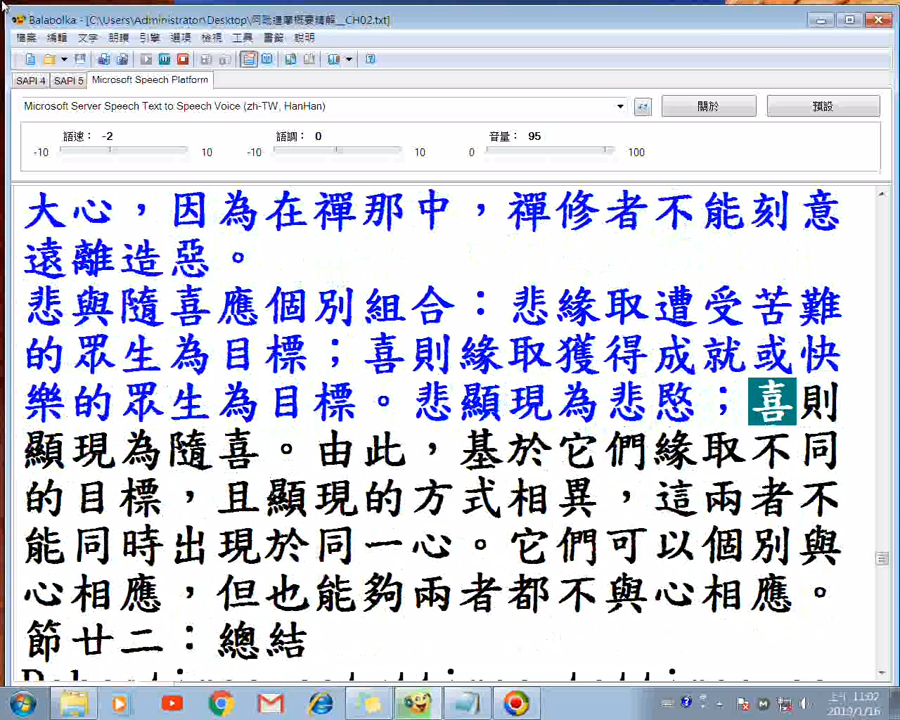 Balabolka - [C:\Users\Administrator\Desktop\阿毗達摩概要精解__CH02.txt]
檔案 編輯 文字 朗讀 引擎 選項 檢視 工具 書籤 說明
SAPI 4 SAPI 5 Microsoft Speech Platform
Microsoft Server Speech Text to Speech Voice (zh-TW, HanHan) 關於 預設
語速： -2 語調： 0 音量： 95
-10 10 -10 10 0 100
大心，因為在禪那中，禪修者不能刻意
遠離造惡。
悲與隨喜應個別組合：悲緣取遭受苦難
的眾生為目標；喜則緣取獲得成就或快
樂的眾生為目標。悲顯現為悲愍；喜則
顯現為隨喜。由此，基於它們緣取不同
的目標，且顯現的方式相異，這兩者不
能同時出現於同一心。它們可以個別與
心相應，但也能夠兩者都不與心相應。
節廿二：總結
上午 11:02
2019/1/16